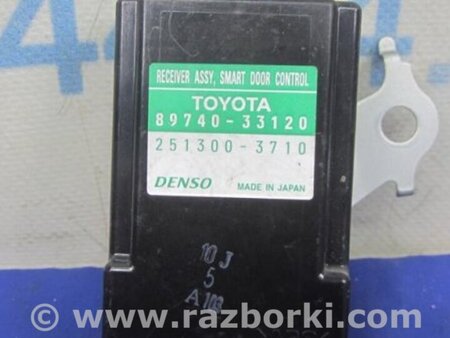 RECEIVER ASSY, SMART DOOR CONTROL
TOYOTA
89740-33120
251300-3710
DENSO MADE IN JAPAN
10 J
5
A 103
www.razborki.com